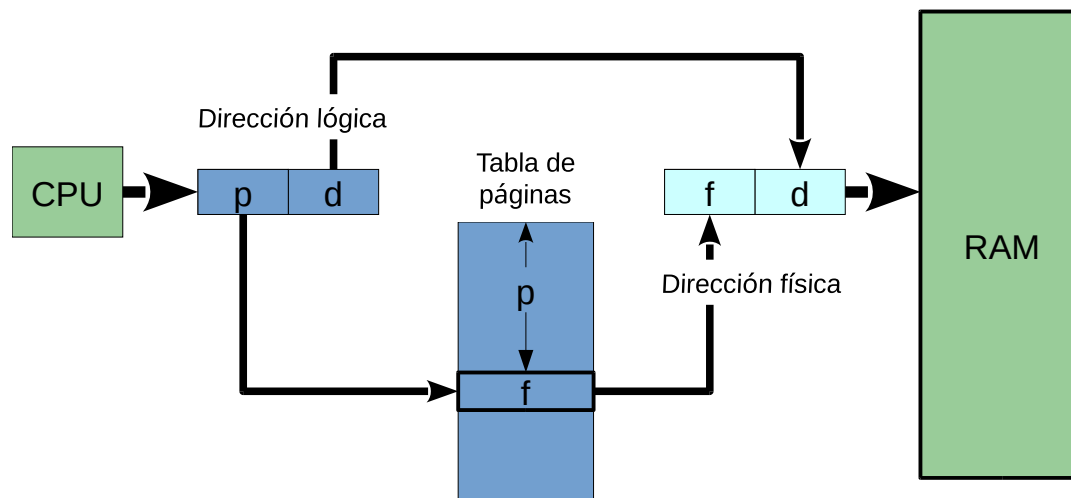 Dirección lógica
CPU
p d
Tabla de
páginas
p
f
f d
Dirección física
RAM